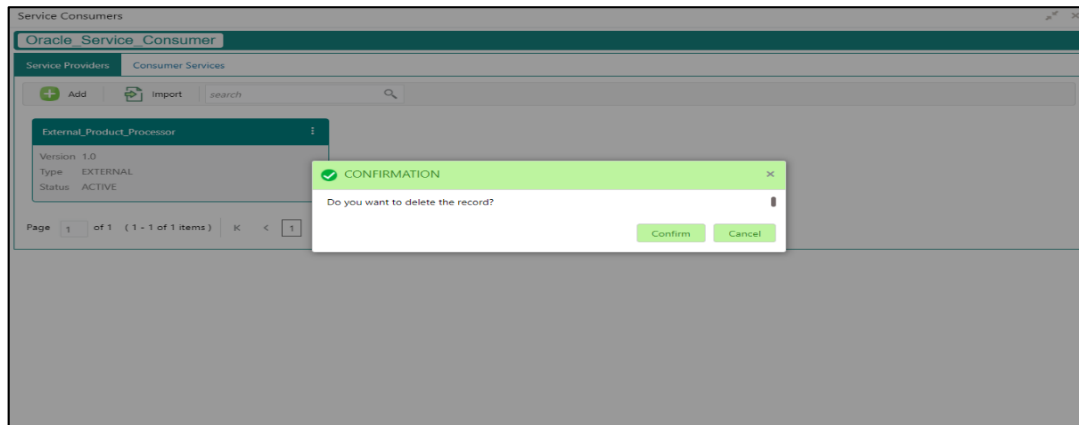 Service Consumers
Oracle_Service_Consumer
Service Providers Consumer Services
Add Import search
External_Product_Processor
Version 1.0
Type EXTERNAL
Status ACTIVE
CONFIRMATION
Do you want to delete the record?
Confirm Cancel
Page 1 of 1 (1 - 1 of 1 items) K < 1